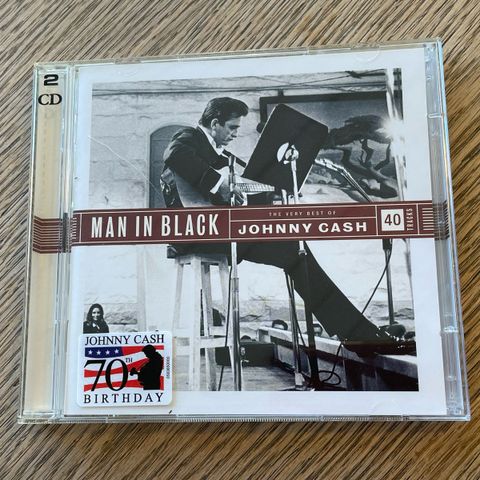 2
CD
MAN IN BLACK
THE VERY BEST OF
JOHNNY CASH
40
TRACKS
JOHNNY CASH
70TH
BIRTHDAY